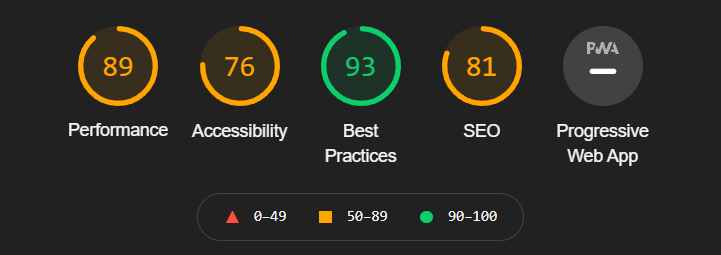 89
76
93
81
PWA
Performance
Accessibility
Best
Practices
SEO
Progressive
Web App
0–49
50–89
90–100